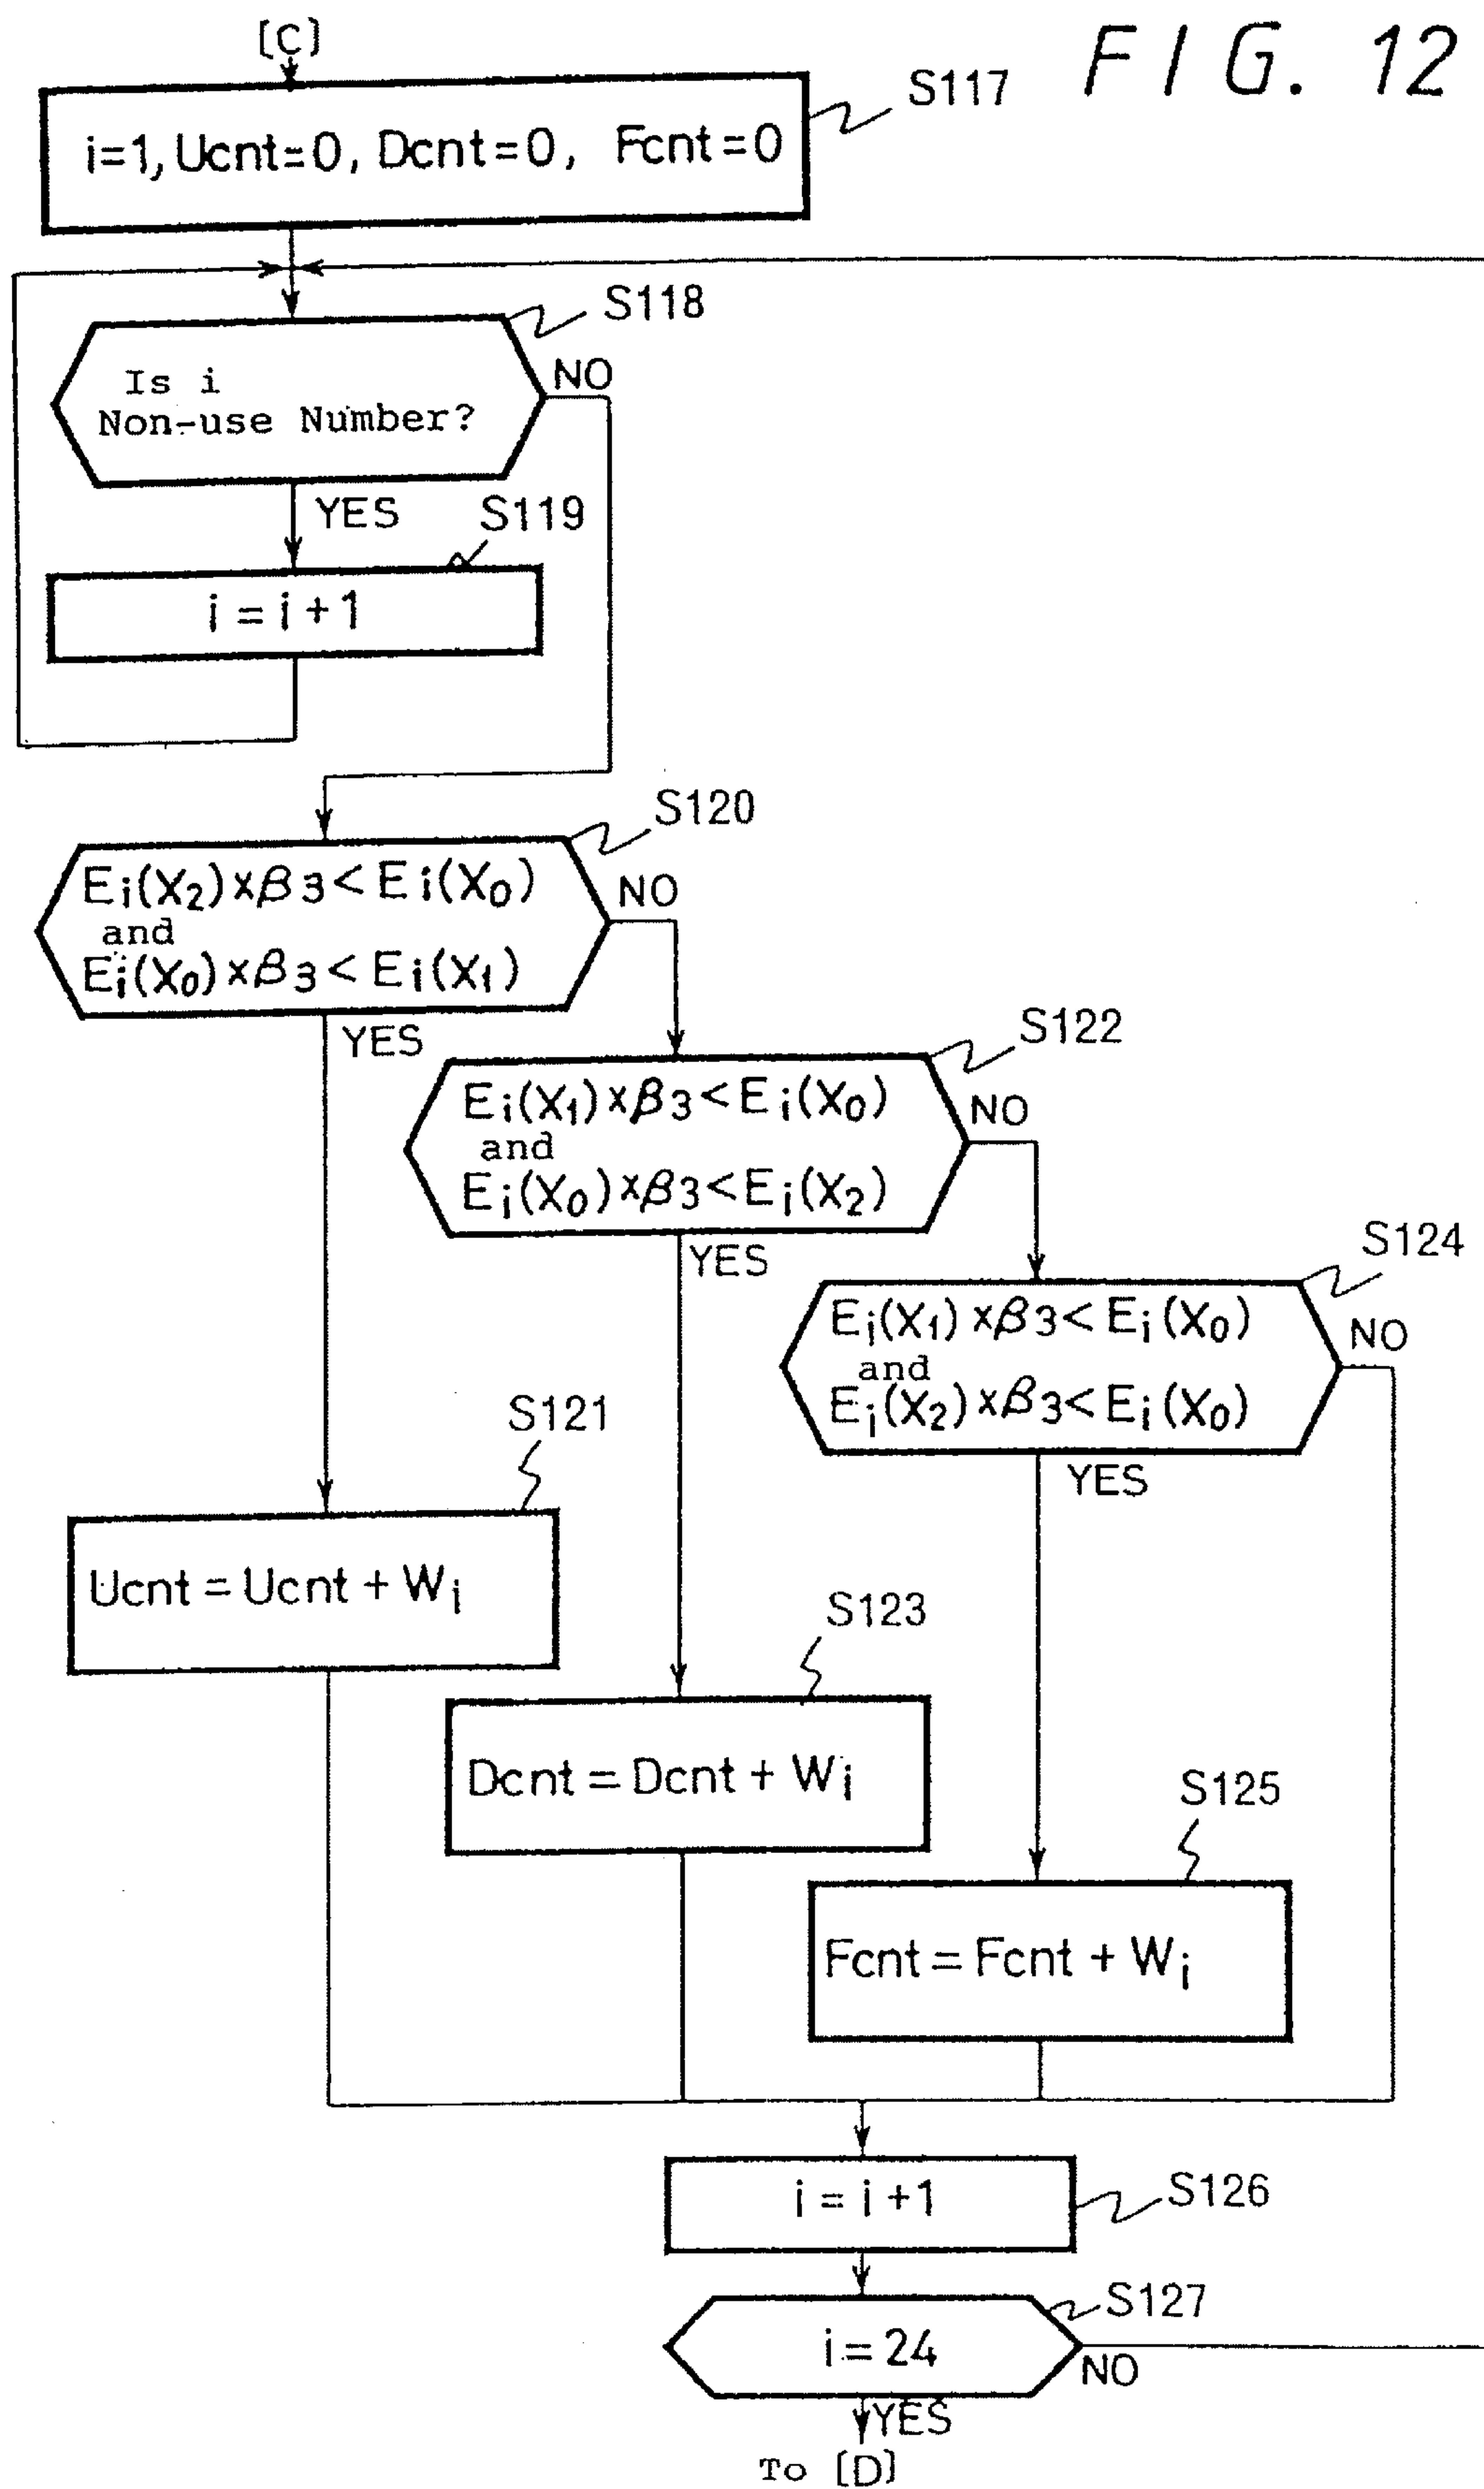 [C]
FIG. 12
S117
i=1, Ucnt=0, Dcnt=0, Fcnt=0
S118
Is i
Non-use Number?
NO
YES
S119
i = i + 1
S120
Ei(X2)×β3 < Ei(X0)
and
Ei(X0)×β3 < Ei(X1)
NO
YES
S122
Ei(X1)×β3 < Ei(X0)
and
Ei(X0)×β3 < Ei(X2)
NO
YES
S124
Ei(X1)×β3 < Ei(X0)
and
Ei(X2)×β3 < Ei(X0)
NO
YES
S121
Ucnt = Ucnt + Wi
S123
Dcnt = Dcnt + Wi
S125
Fcnt = Fcnt + Wi
S126
i = i + 1
S127
i = 24
NO
YES
To [D]